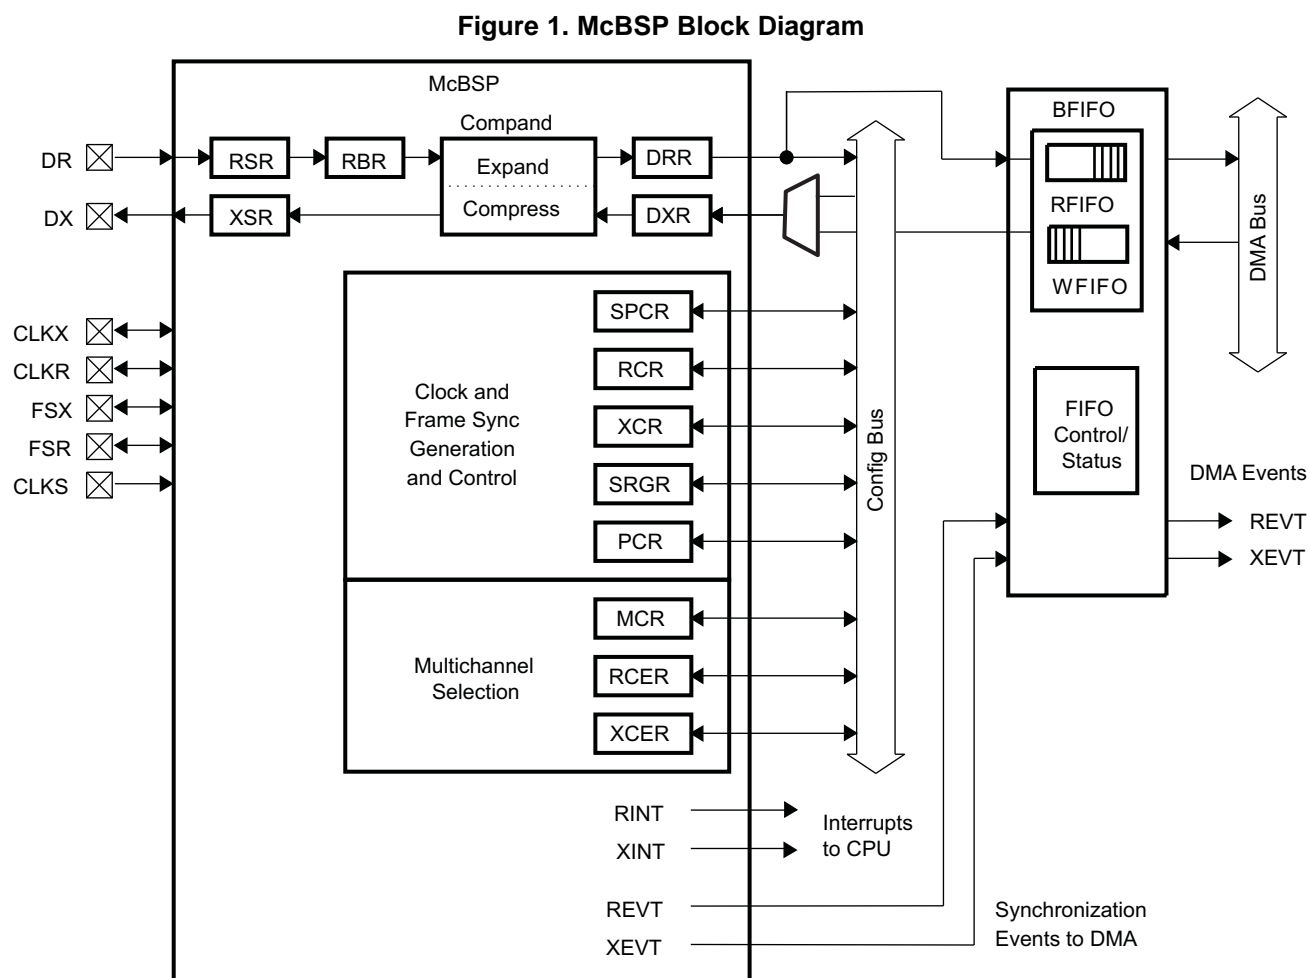 Figure 1. McBSP Block Diagram
McBSP
BFIFO
Compand
DR
RSR
RBR
Expand
DRR
DX
XSR
Compress
DXR
RFIFO
WFIFO
DMA Bus
CLKX
CLKR
FSX
FSR
CLKS
Clock and
Frame Sync
Generation
and Control
SPCR
RCR
XCR
SRGR
PCR
Config Bus
FIFO
Control/
Status
DMA Events
REVT
XEVT
Multichannel
Selection
MCR
RCER
XCER
RINT
XINT
Interrupts
to CPU
REVT
XEVT
Synchronization
Events to DMA